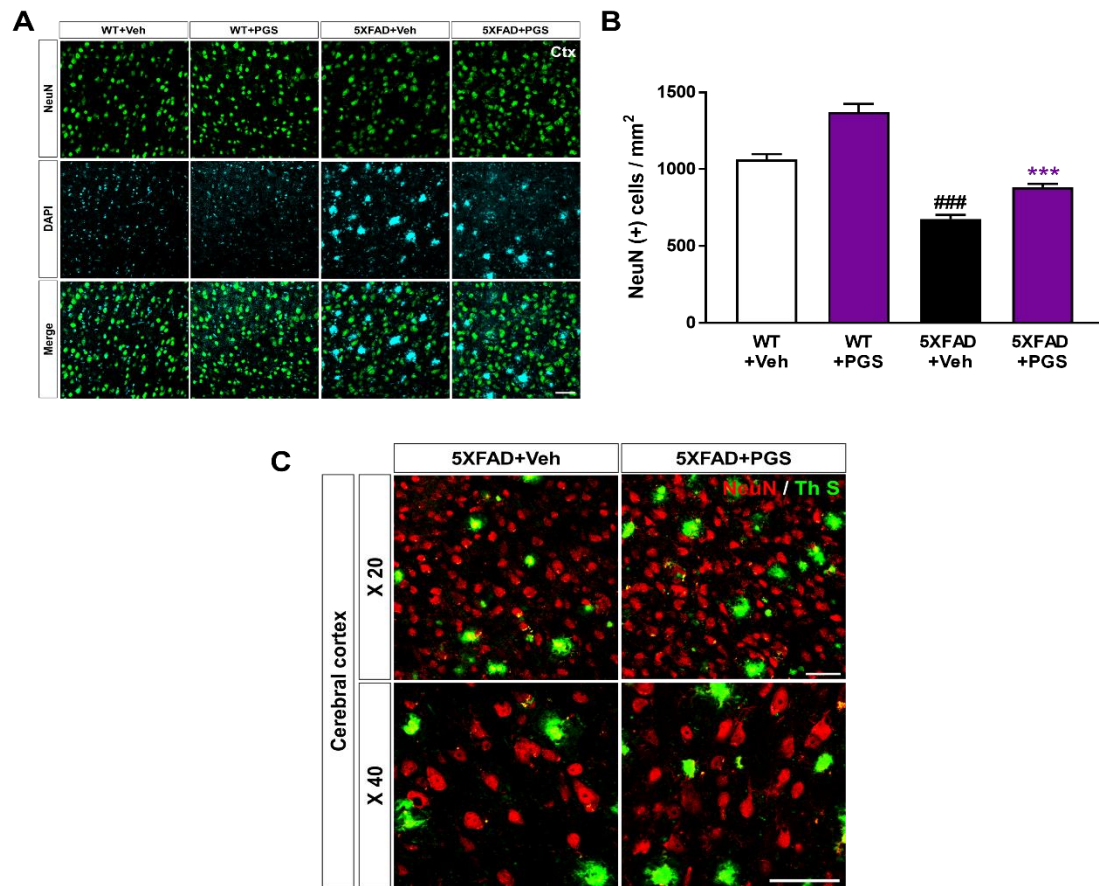 A
WT+Veh WT+PGS 5XFAD+Veh 5XFAD+PGS
Ctx
NeuN
DAPI
Merge
B
NeuN (+) cells / mm2
1500
1000
500
0
###
***
WT
+Veh
WT
+PGS
5XFAD
+Veh
5XFAD
+PGS
C
5XFAD+Veh 5XFAD+PGS
NeuN / Th S
Cerebral cortex
X 20
X 40